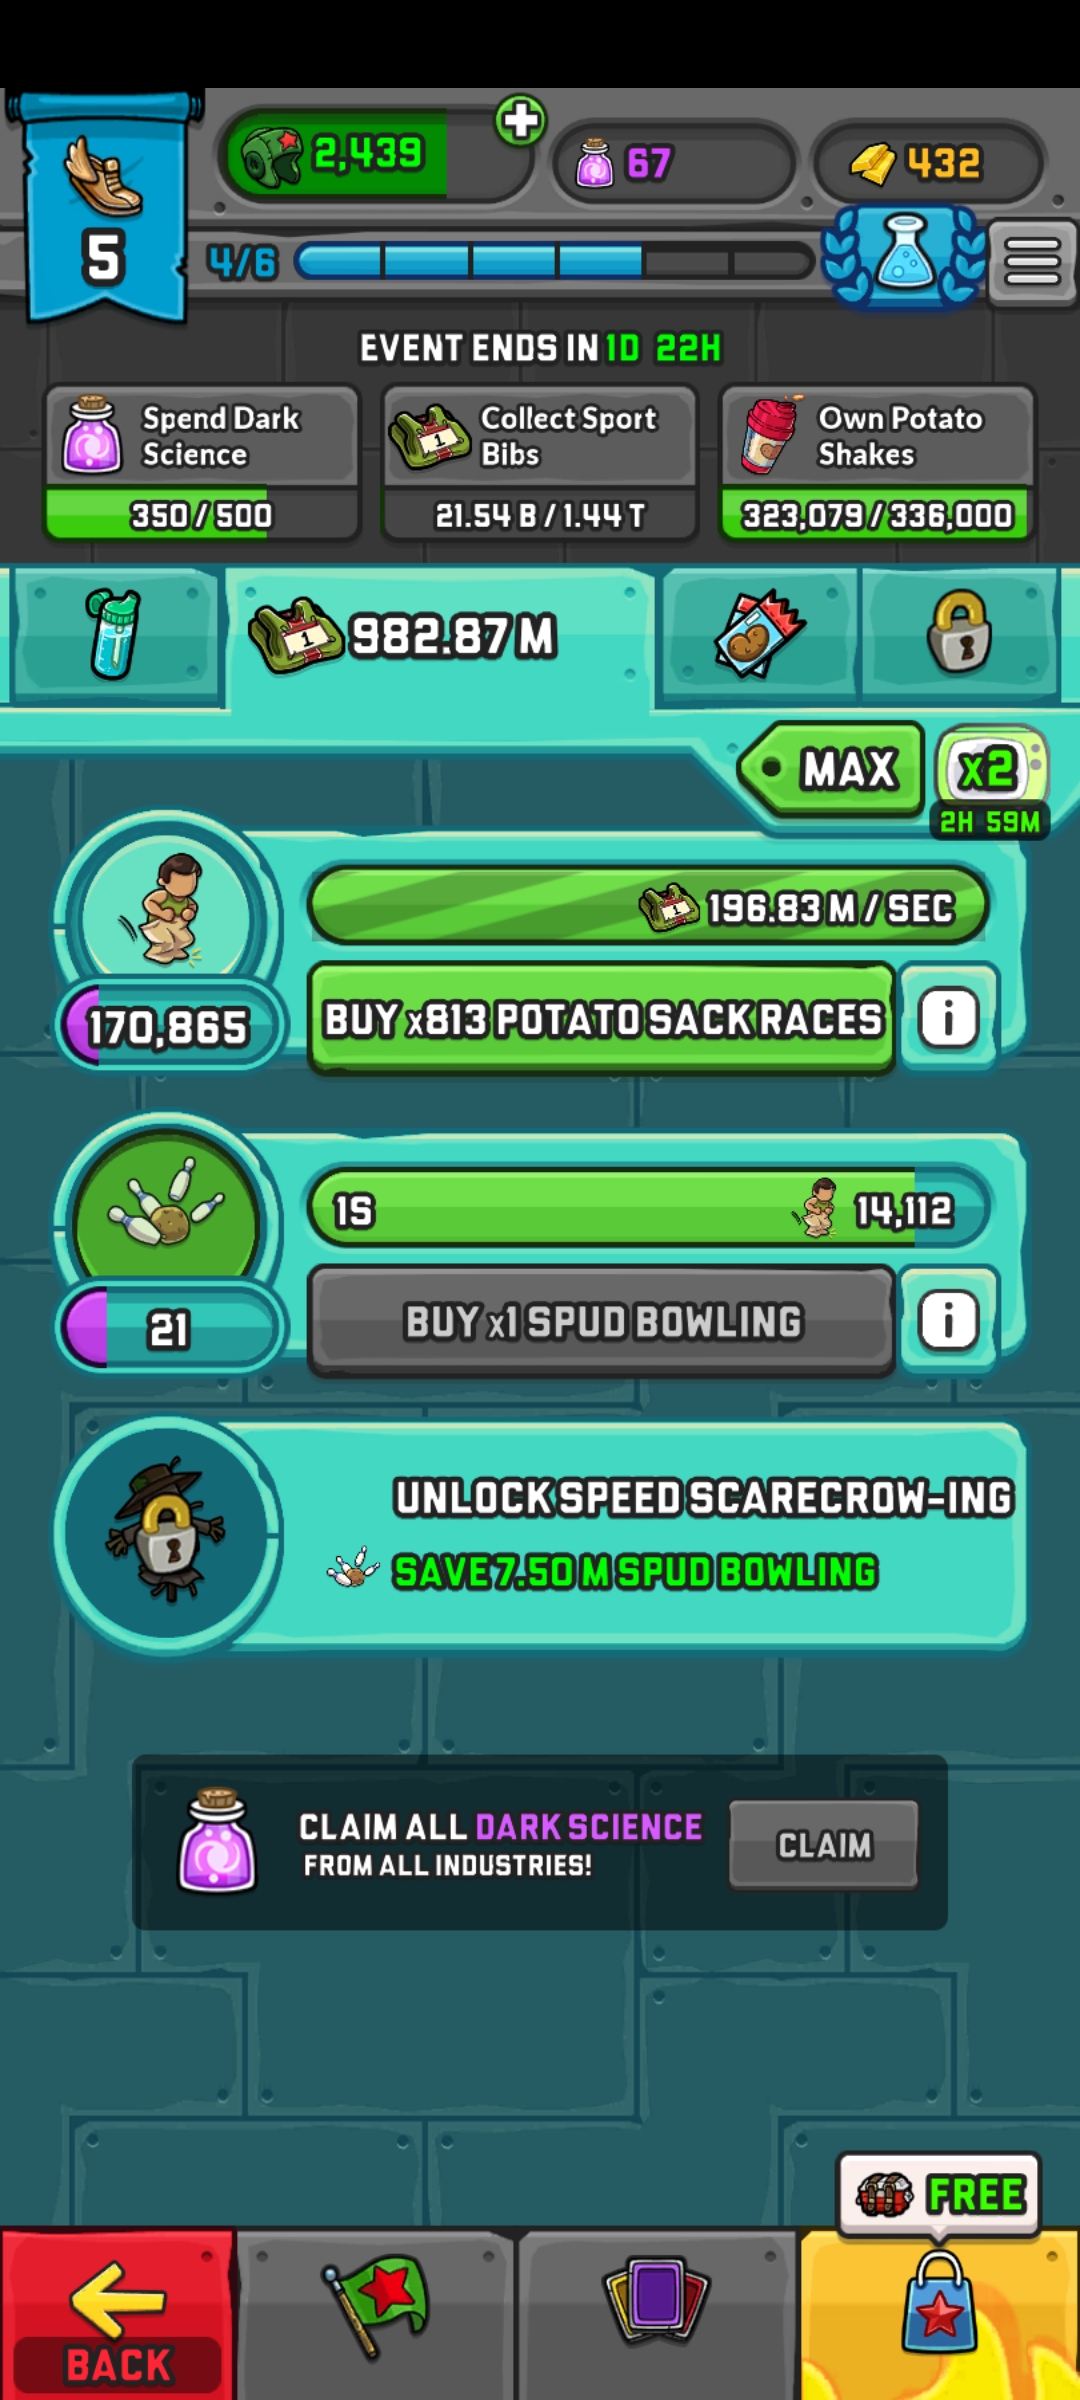 2,439
67
432
5
4/6
EVENT ENDS IN 1D 22H
Spend Dark Science
350/500
Collect Sport Bibs
21.54 B/1.44 T
Own Potato Shakes
323,079/336,000
1
982.87 M
MAX
x2
2H 59M
1
196.83 M/SEC
170,865
BUY x813 POTATO SACK RACES
i
1S
14,112
21
BUY x1 SPUD BOWLING
i
UNLOCK SPEED SCARECROW-ING
SAVE 7.50 M SPUD BOWLING
CLAIM ALL DARK SCIENCE
FROM ALL INDUSTRIES!
CLAIM
FREE
BACK